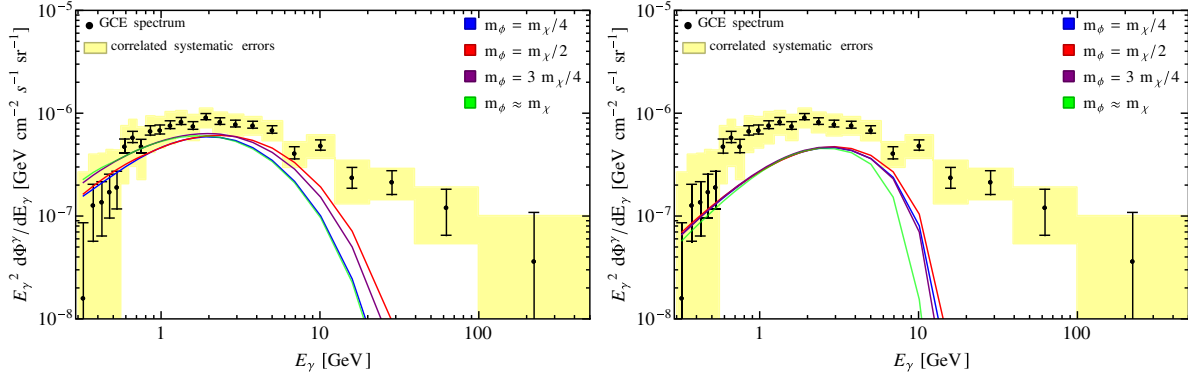 GCE spectrum
correlated systematic errors
m_ϕ = m_χ/4
m_ϕ = m_χ/2
m_ϕ = 3 m_χ/4
m_ϕ ≈ m_χ
10^-5
10^-6
10^-7
10^-8
E_γ^2 dΦ^γ/dE_γ [GeV cm^-2 s^-1 sr^-1]
1 10 100
E_γ [GeV]
GCE spectrum
correlated systematic errors
m_ϕ = m_χ/4
m_ϕ = m_χ/2
m_ϕ = 3 m_χ/4
m_ϕ ≈ m_χ
10^-5
10^-6
10^-7
10^-8
E_γ^2 dΦ^γ/dE_γ [GeV cm^-2 s^-1 sr^-1]
1 10 100
E_γ [GeV]